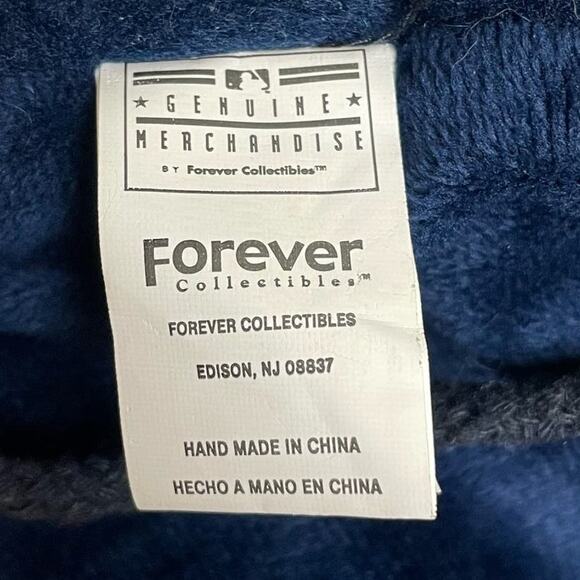 ★ GENUINE ★
MERCHANDISE
BY Forever Collectibles™
Forever
Collectibles™
FOREVER COLLECTIBLES
EDISON, NJ 08837
HAND MADE IN CHINA
HECHO A MANO EN CHINA